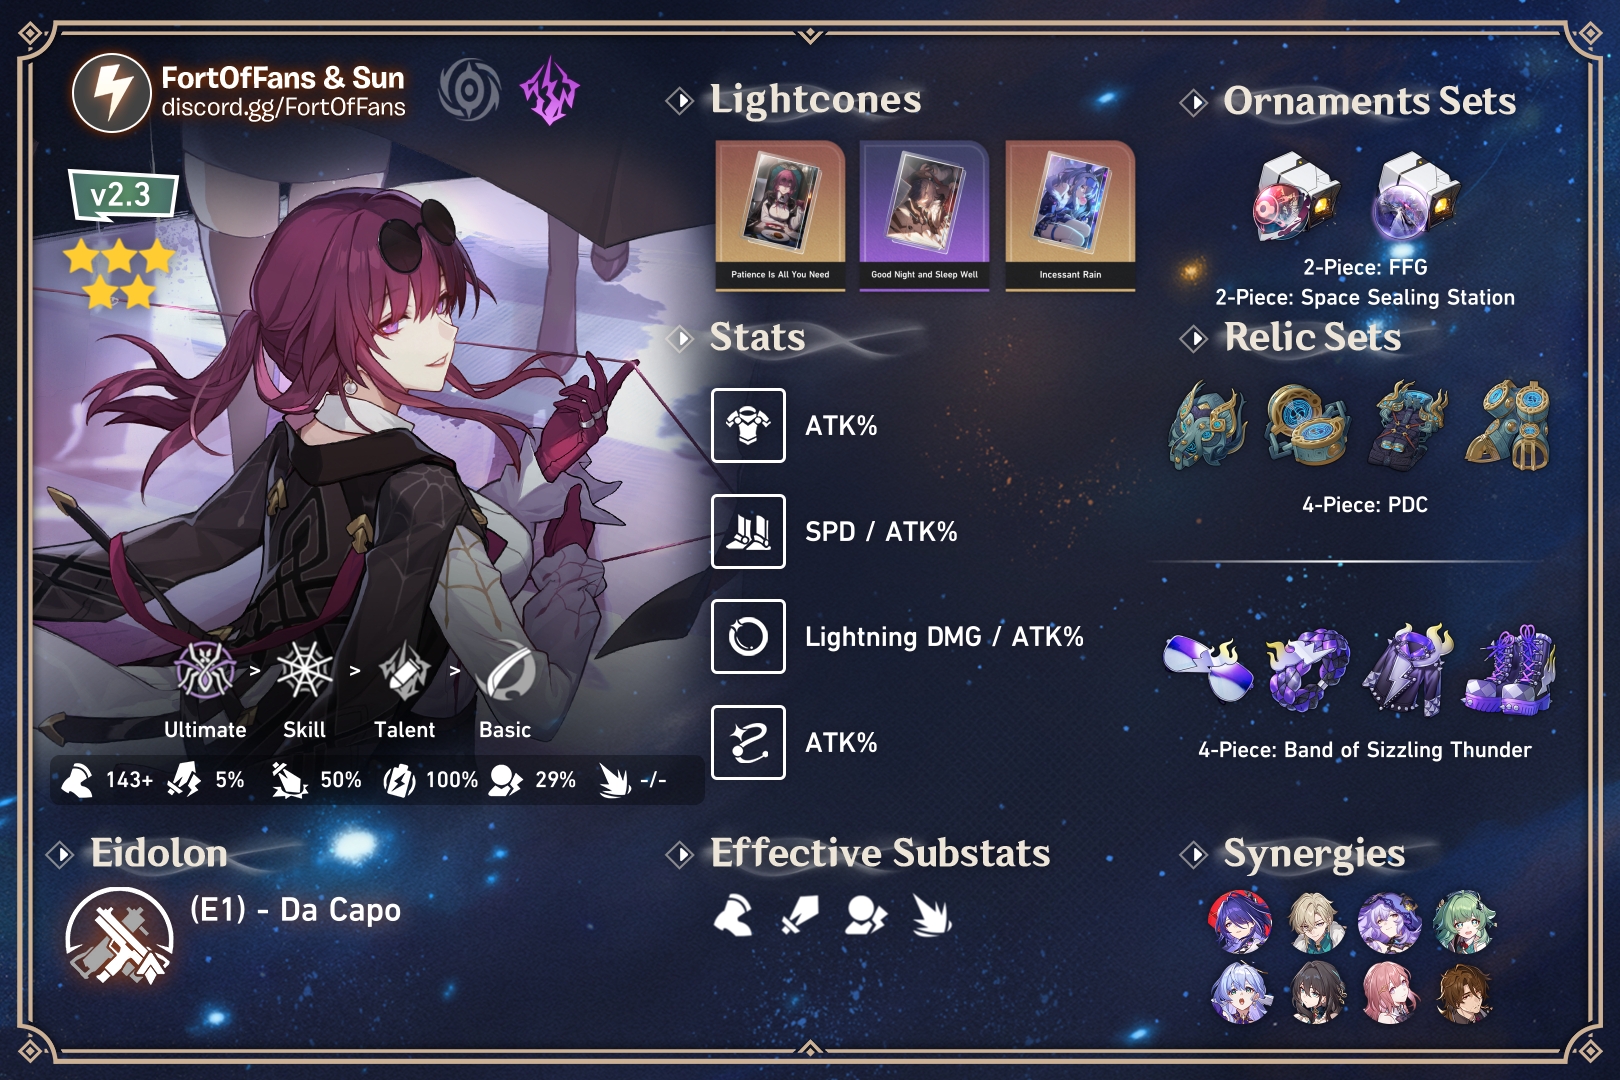 FortOfFans & Sun
discord.gg/FortOfFans
v2.3
Ultimate > Skill > Talent > Basic
143+ 5% 50% 100% 29% -/-
Eidolon
(E1) - Da Capo
Lightcones
Patience Is All You Need
Good Night and Sleep Well
Incessant Rain
Stats
ATK%
SPD / ATK%
Lightning DMG / ATK%
ATK%
Effective Substats
Ornaments Sets
2-Piece: FFG
2-Piece: Space Sealing Station
Relic Sets
4-Piece: PDC
4-Piece: Band of Sizzling Thunder
Synergies